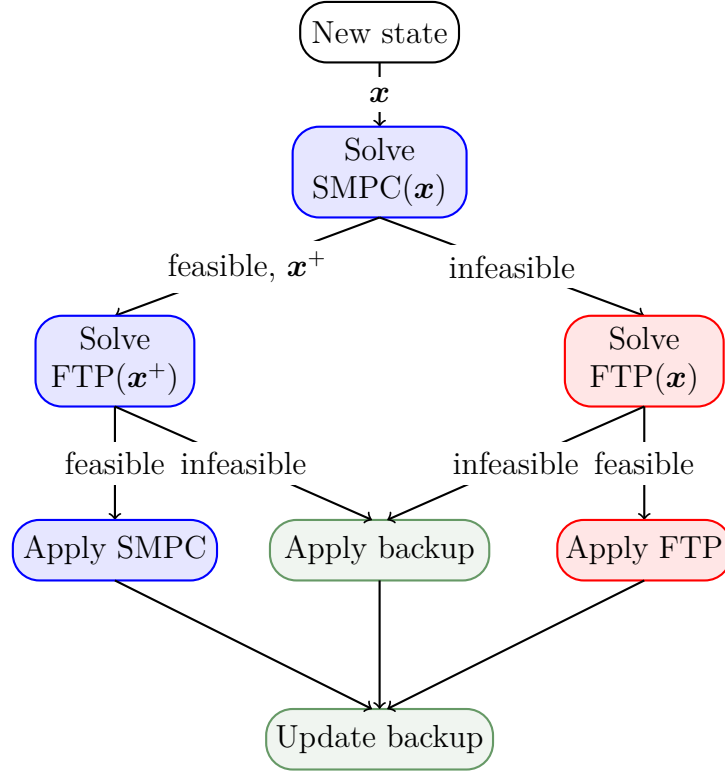 New state
𝒙
Solve
SMPC(𝒙)
feasible, 𝒙⁺
infeasible
Solve
FTP(𝒙⁺)
Solve
FTP(𝒙)
feasible
infeasible
infeasible
feasible
Apply SMPC
Apply backup
Apply FTP
Update backup